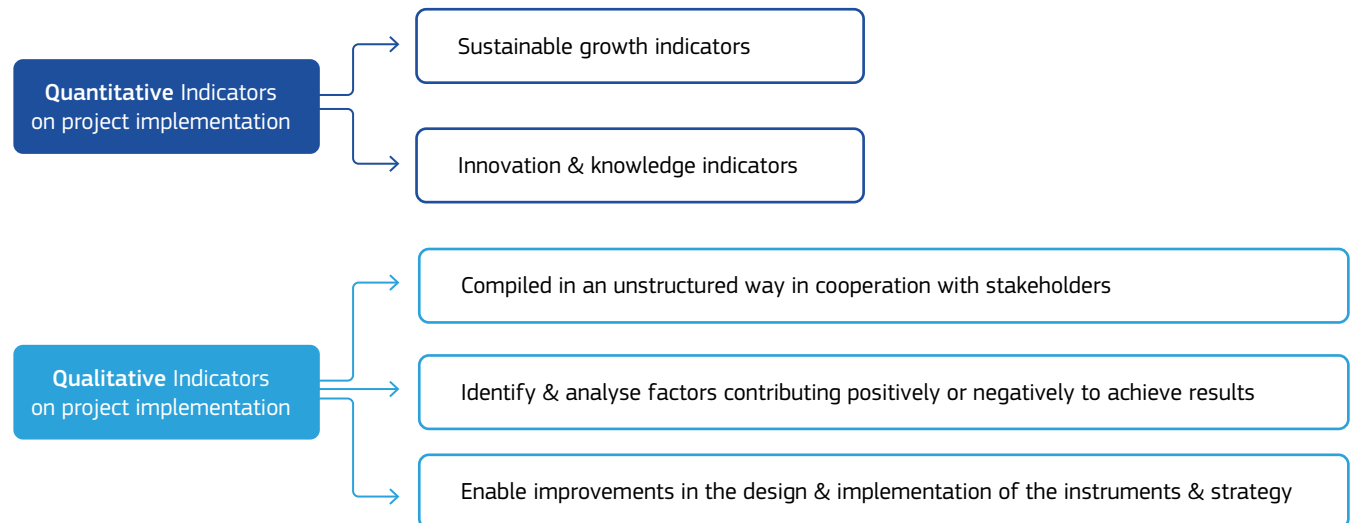 Quantitative Indicators
on project implementation
Sustainable growth indicators
Innovation & knowledge indicators
Qualitative Indicators
on project implementation
Compiled in an unstructured way in cooperation with stakeholders
Identify & analyse factors contributing positively or negatively to achieve results
Enable improvements in the design & implementation of the instruments & strategy